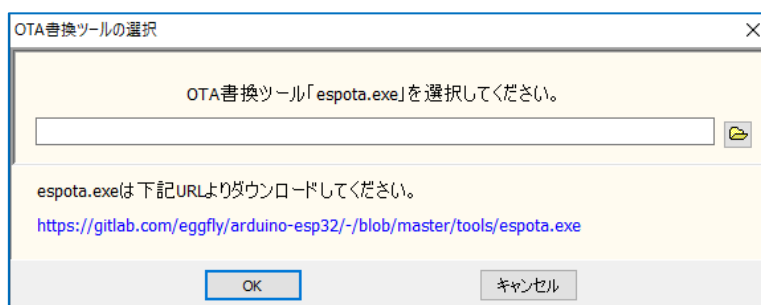 OTA書換ツールの選択
OTA書換ツール「espota.exe」を選択してください。
espota.exeは下記URLよりダウンロードしてください。
https://gitlab.com/eggfly/arduino-esp32/-/blob/master/tools/espota.exe
OK
キャンセル